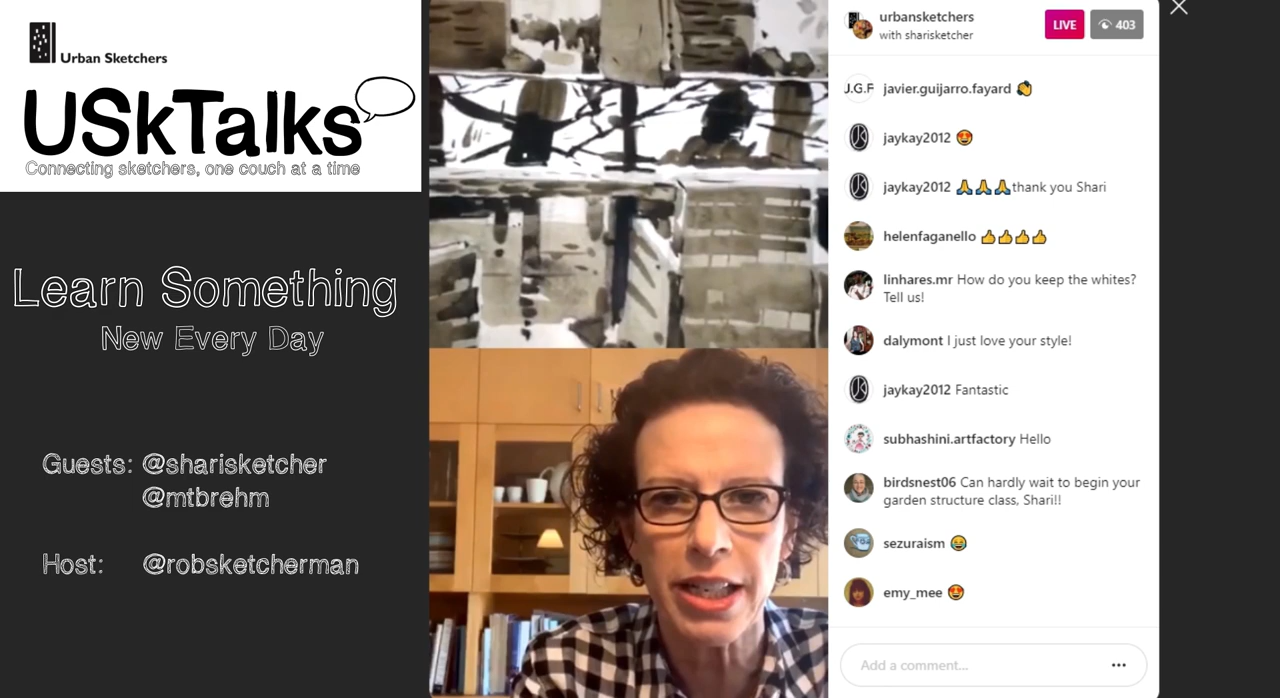 Urban Sketchers
USkTalks
Connecting sketchers, one couch at a time
Learn Something
New Every Day
Guests: @sharisketcher
@mtbrehm
Host: @robsketcherman
urbansketchers
with sharisketcher
LIVE
403
J.G.F
javier.guijarro.fayard 👏
jaykay2012 😍
jaykay2012 🙏🙏🙏thank you Shari
helenfaganello 👍👍👍👍
linhares.mr How do you keep the whites?
Tell us!
dalymont I just love your style!
jaykay2012 Fantastic
subhashini.artfactory Hello
birdsnest06 Can hardly wait to begin your
garden structure class, Shari!!
sezuraism 😂
emy_mee 😍
Add a comment...